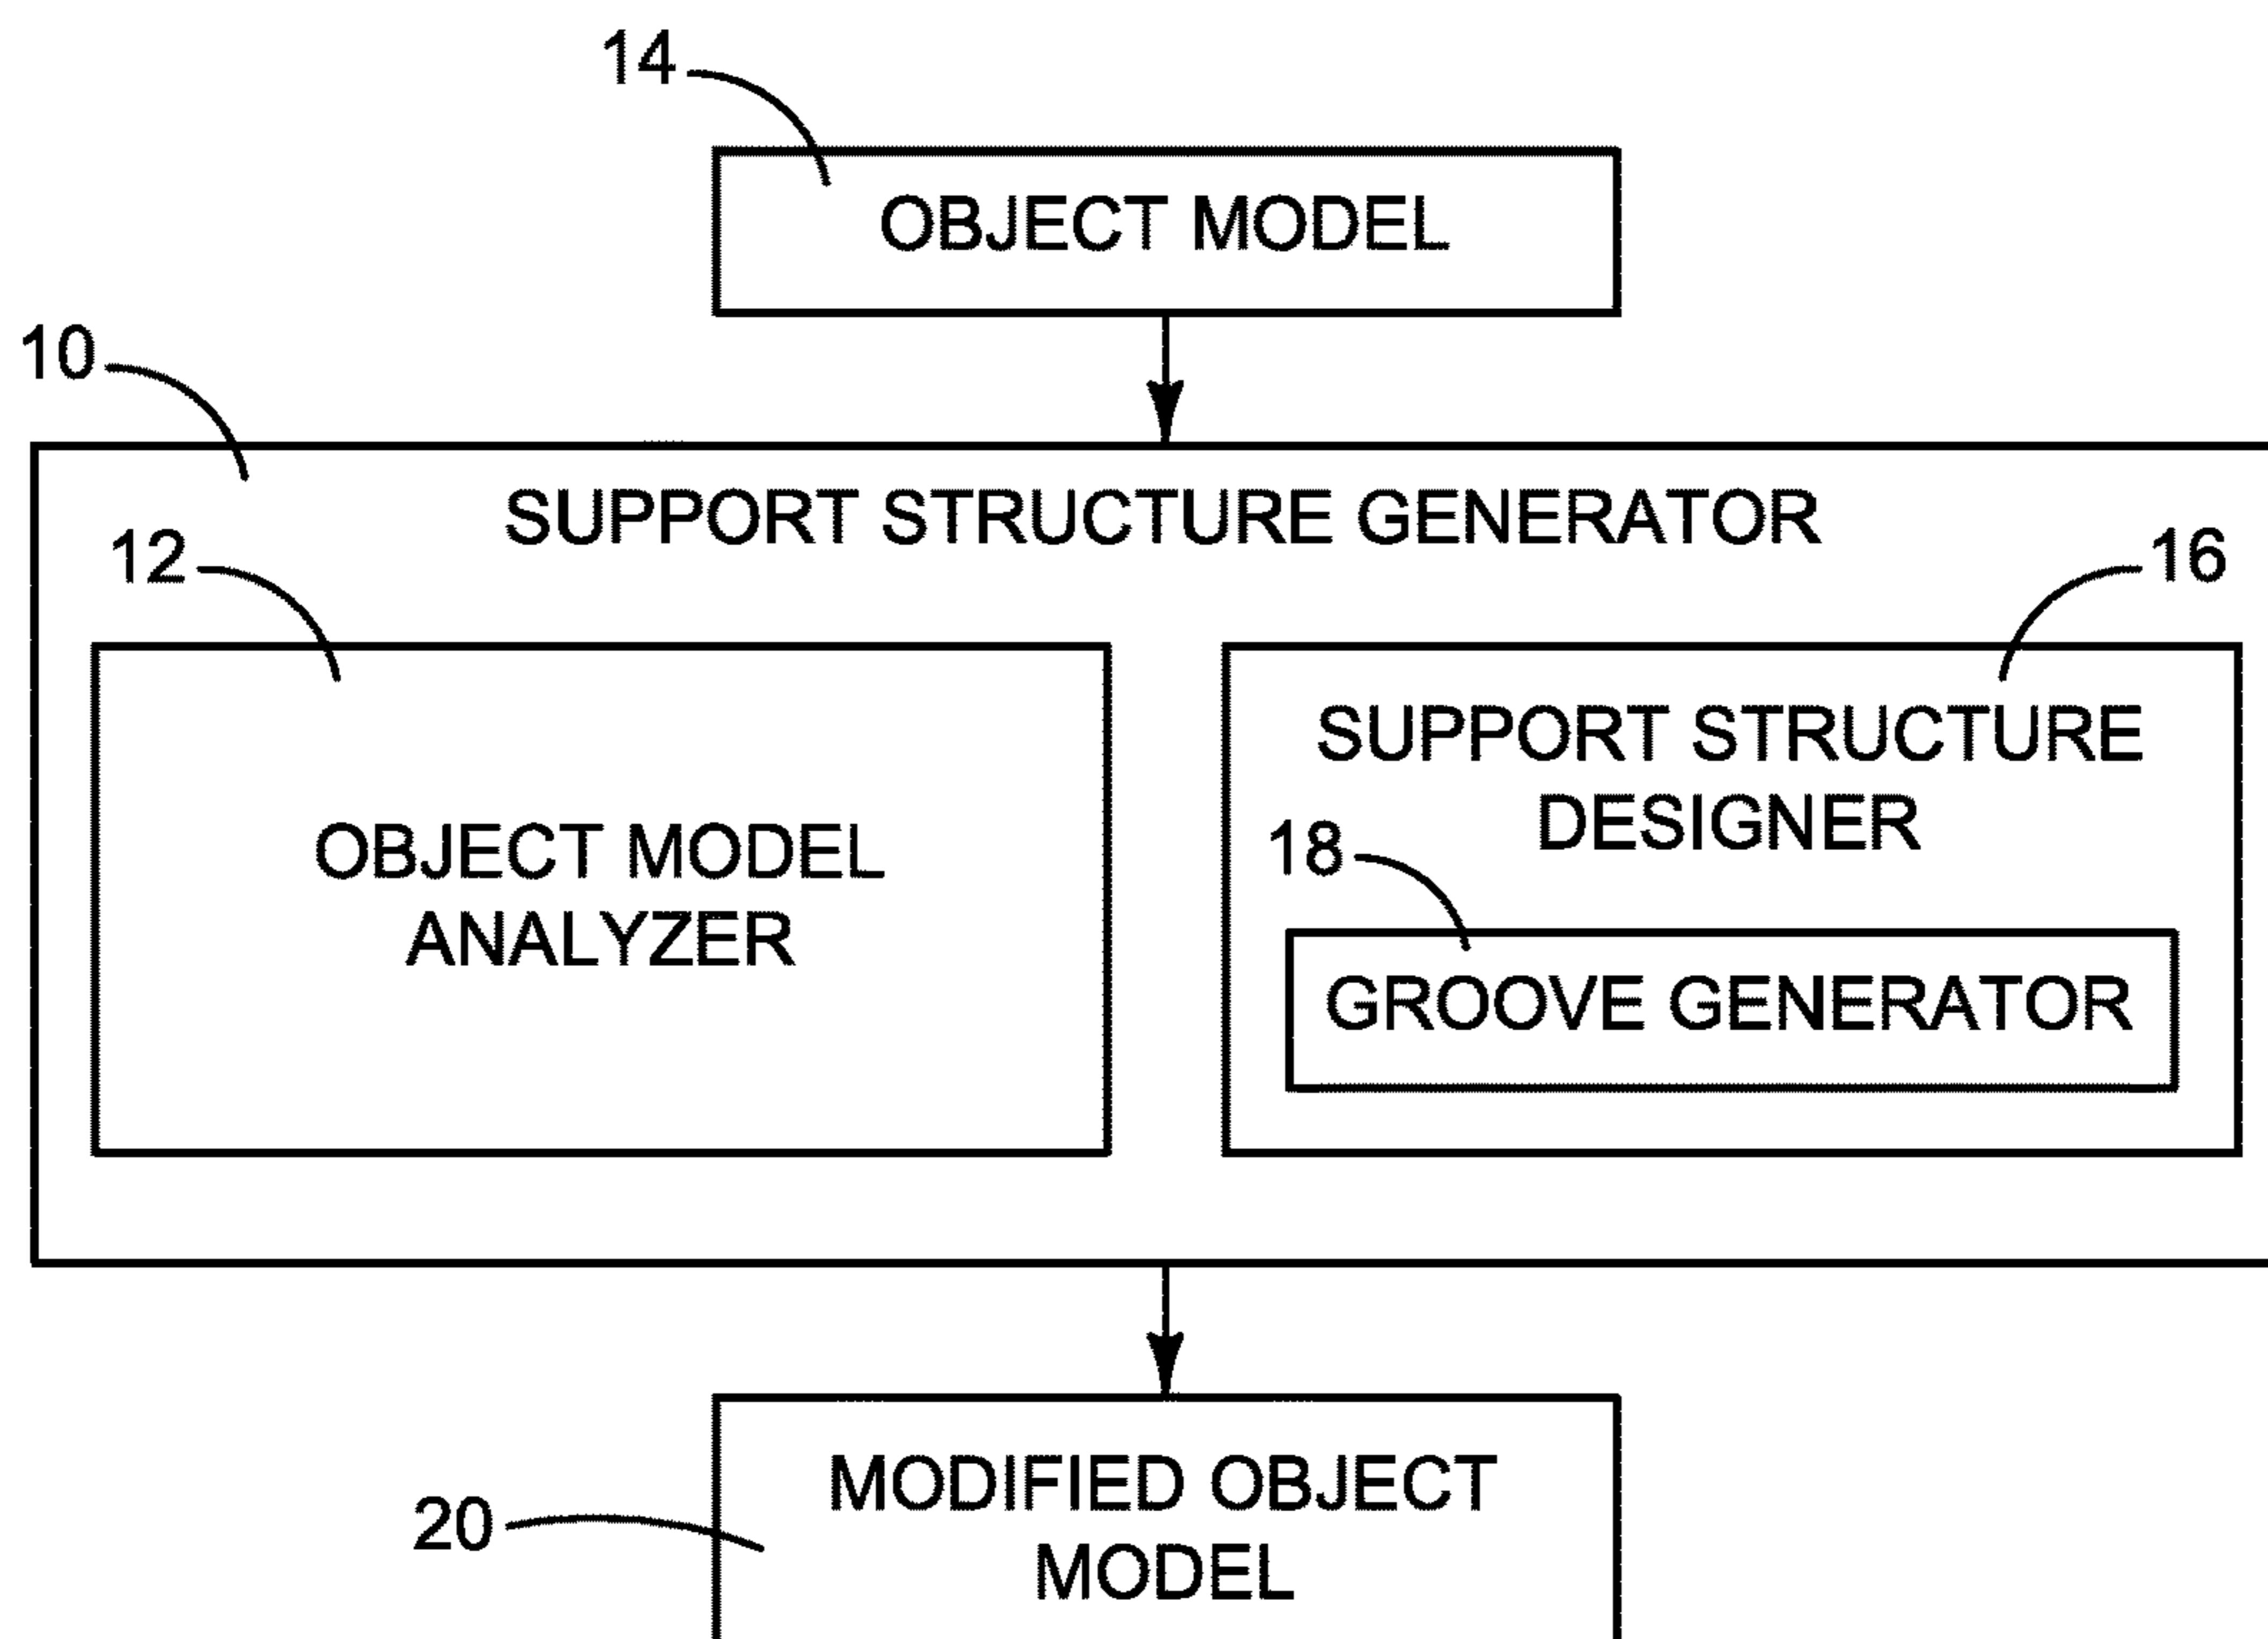 14
OBJECT MODEL
10
SUPPORT STRUCTURE GENERATOR
12
16
OBJECT MODEL
ANALYZER
SUPPORT STRUCTURE
DESIGNER
18
GROOVE GENERATOR
20
MODIFIED OBJECT
MODEL